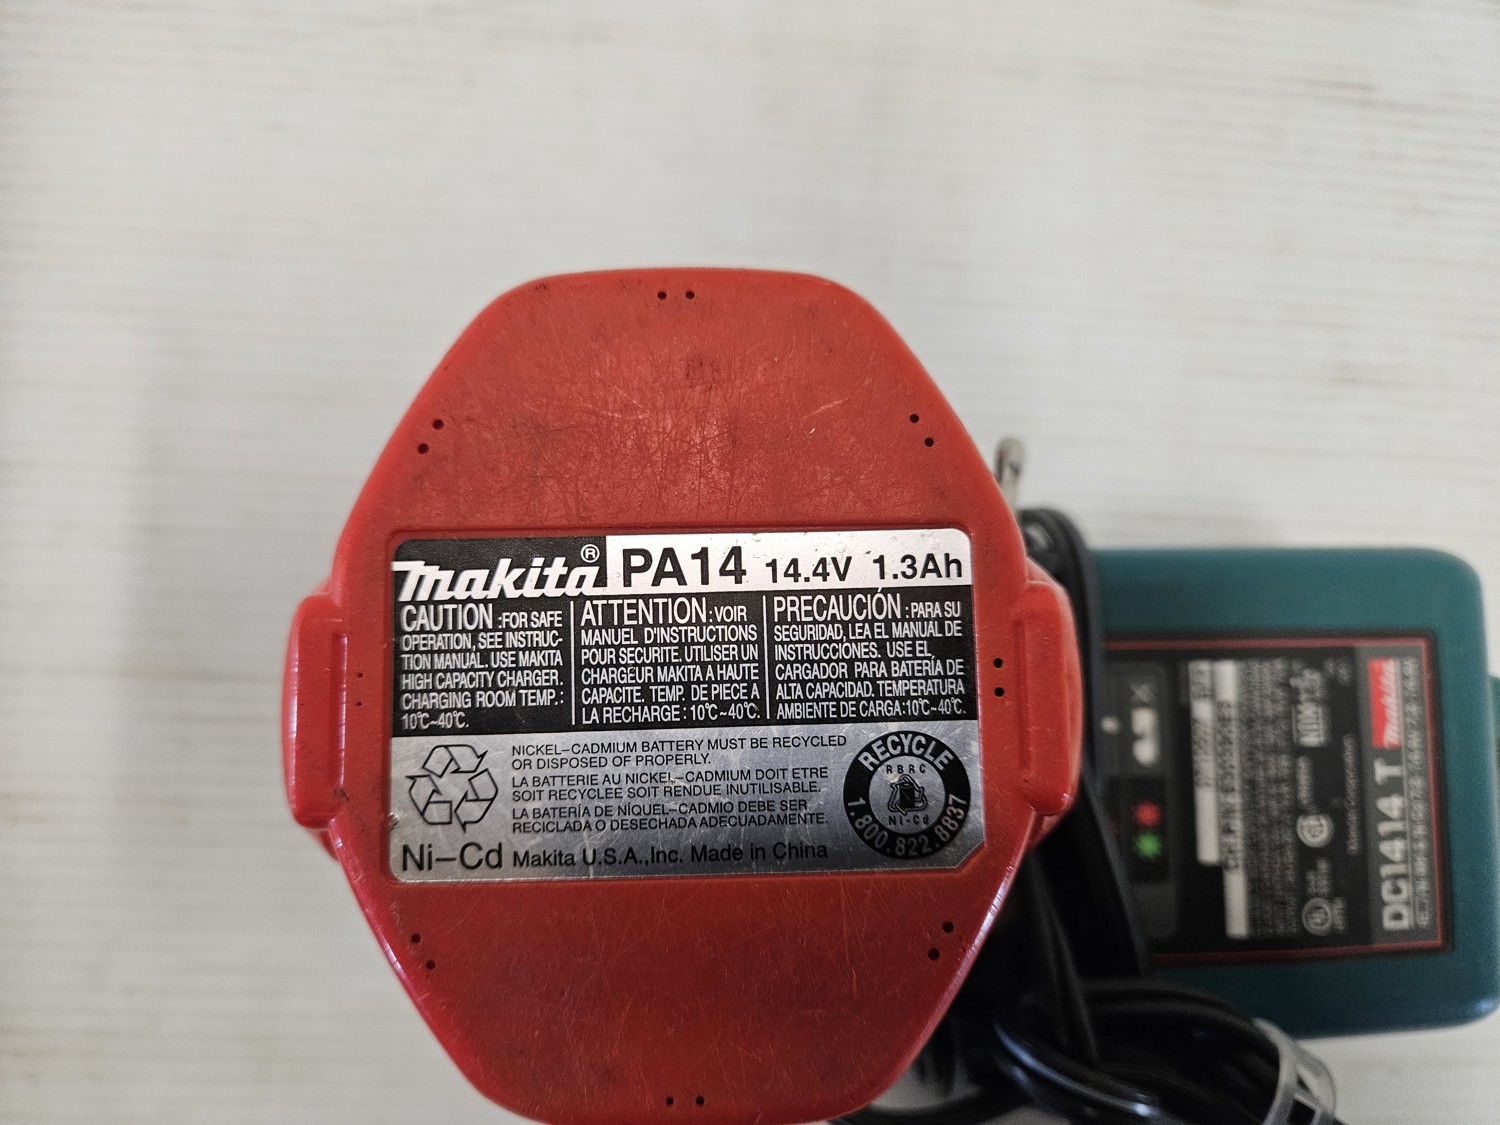 makita® PA14 14.4V 1.3Ah
CAUTION :FOR SAFE
OPERATION, SEE INSTRUC-
TION MANUAL. USE MAKITA
HIGH CAPACITY CHARGER.
CHARGING ROOM TEMP.:
10℃~40℃.
ATTENTION :VOIR
MANUEL D'INSTRUCTIONS
POUR SECURITE. UTILISER UN
CHARGEUR MAKITA A HAUTE
CAPACITE. TEMP. DE PIECE A
LA RECHARGE : 10℃~40℃.
PRECAUCIÓN :PARA SU
SEGURIDAD, LEA EL MANUAL DE
INSTRUCCIÓNES. USE EL
CARGADOR PARA BATERÍA DE
ALTA CAPACIDAD. TEMPERATURA
AMBIENTE DE CARGA:10℃~40℃.
NICKEL-CADMIUM BATTERY MUST BE RECYCLED
OR DISPOSED OF PROPERLY.
LA BATTERIE AU NICKEL-CADMIUM DOIT ETRE
SOIT RECYCLEE SOIT RENDUE INUTILISABLE.
LA BATERÍA DE NÍQUEL-CADMIO DEBE SER
RECICLADA O DESECHADA ADECUADAMENTE.
RECYCLE
RBRC
Ni-Cd
1.800.822.8837
Ni-Cd Makita U.S.A.,Inc. Made in China
makita
DC1414 T